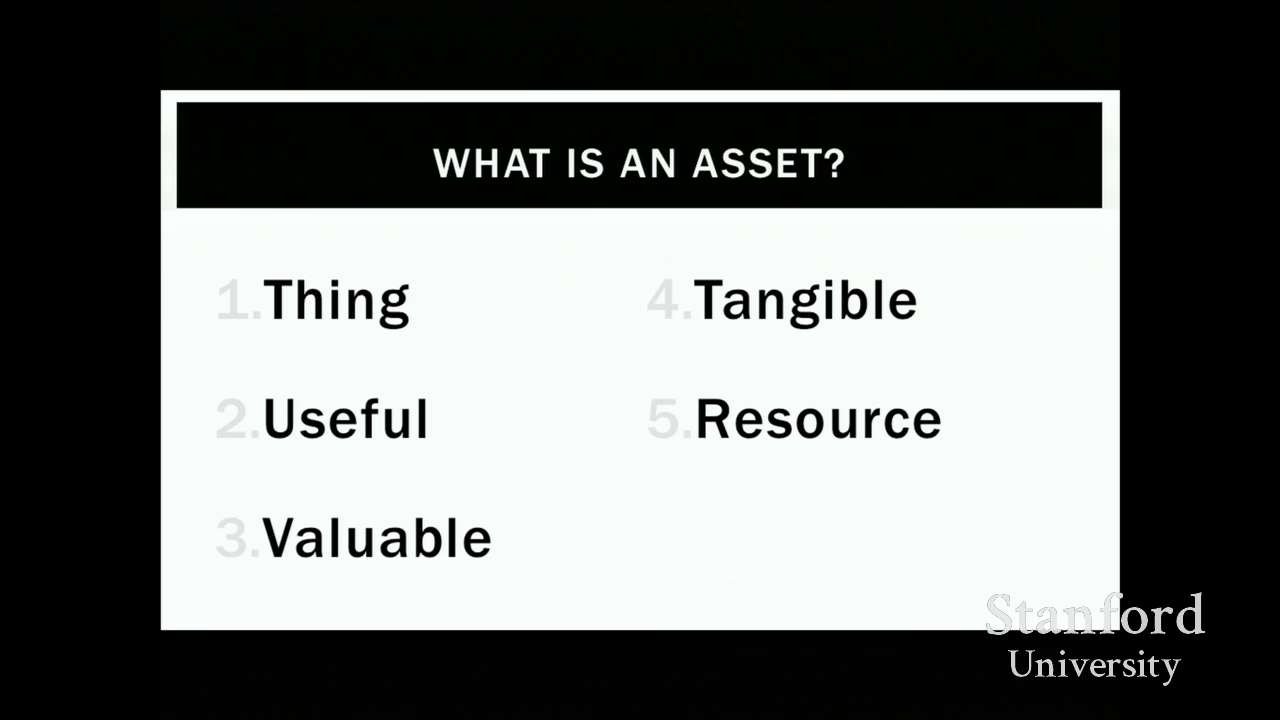 WHAT IS AN ASSET?
1.Thing
2.Useful
3.Valuable
4.Tangible
5.Resource
Stanford
University